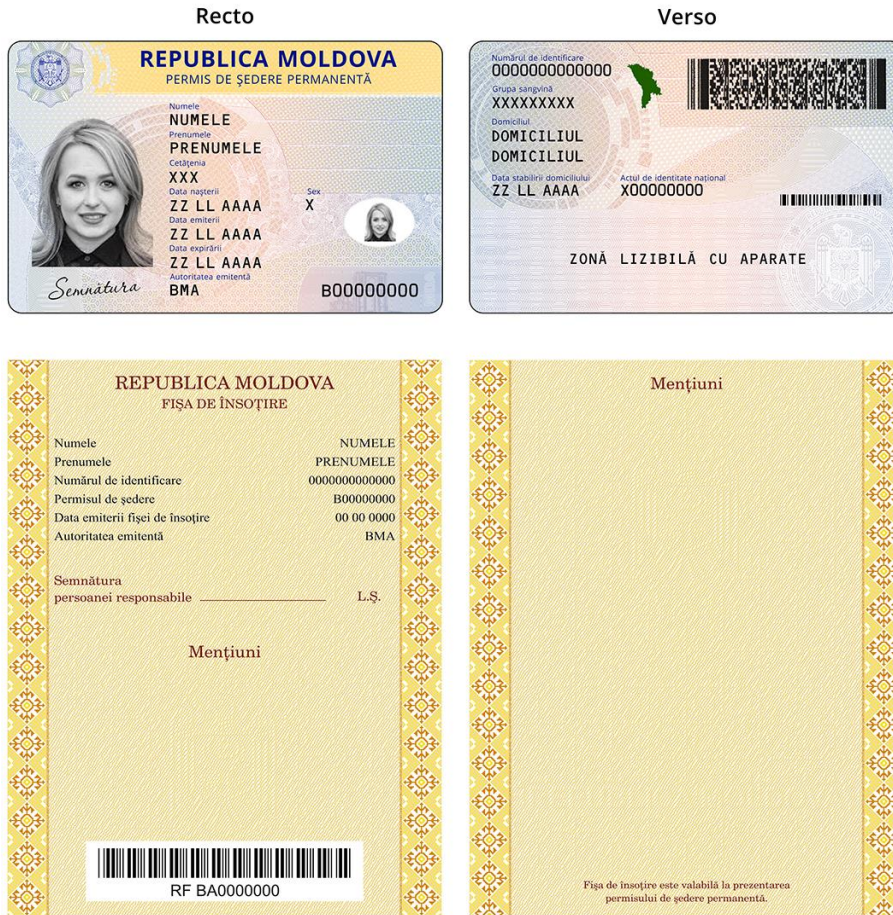 Recto
REPUBLICA MOLDOVA
PERMIS DE ŞEDERE PERMANENTĂ
Numele
NUMELE
Prenumele
PRENUMELE
Cetăţenia
XXX
Data naşterii Sex
ZZ LL AAAA X
Data emiterii
ZZ LL AAAA
Data expirării
ZZ LL AAAA
Autoritatea emitentă
Semnătura BMA B00000000
Verso
Numărul de identificare
0000000000000
Grupa sangvină
XXXXXXXXX
Domiciliul
DOMICILIUL
DOMICILIUL
Data stabilirii domiciliului Actul de identitate naţional
ZZ LL AAAA X00000000
ZONĂ LIZIBILĂ CU APARATE
REPUBLICA MOLDOVA
FIŞA DE ÎNSOŢIRE
Numele NUMELE
Prenumele PRENUMELE
Numărul de identificare 0000000000000
Permisul de şedere B00000000
Data emiterii fişei de însoţire 00 00 0000
Autoritatea emitentă BMA
Semnătura
persoanei responsabile L.Ş.
Menţiuni
RF BA0000000
Menţiuni
Fişa de însoţire este valabilă la prezentarea
permisului de şedere permanentă.